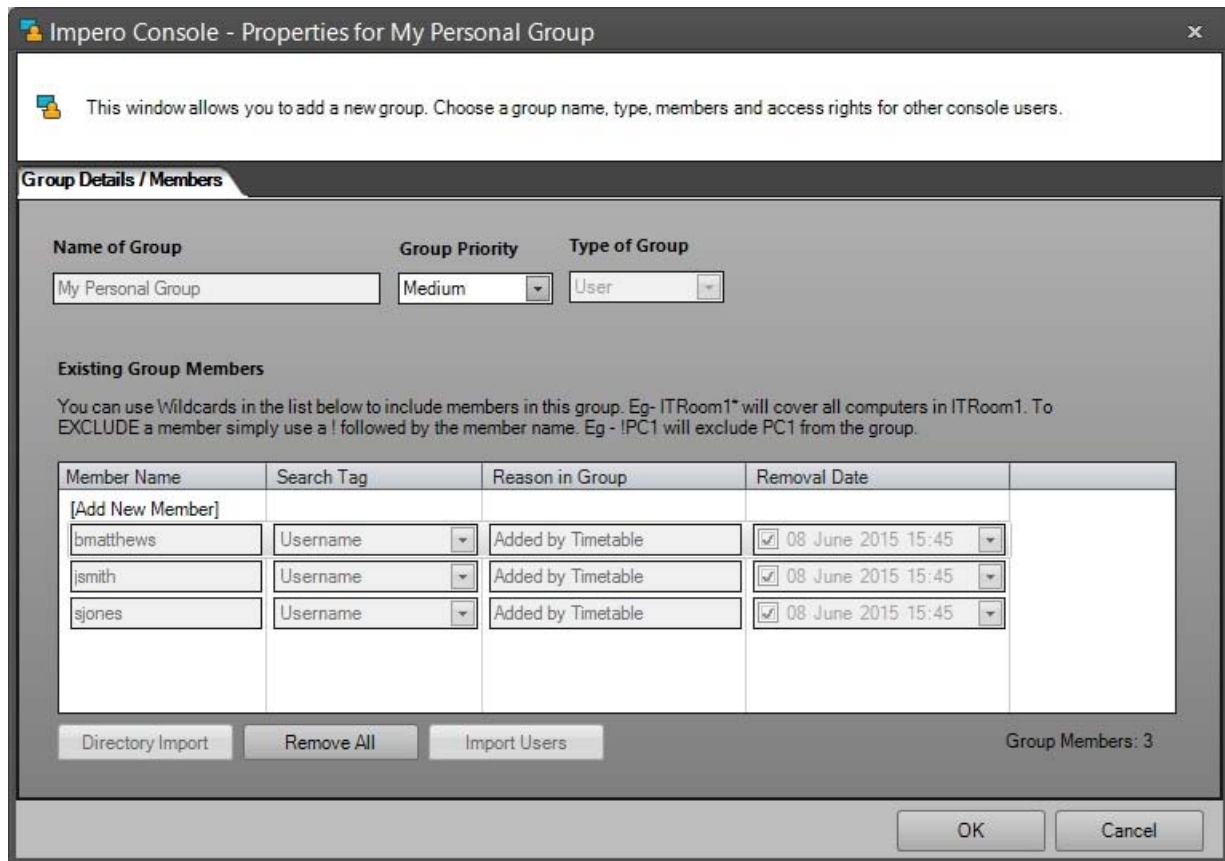 Impero Console - Properties for My Personal Group
This window allows you to add a new group. Choose a group name, type, members and access rights for other console users.
Group Details / Members
Name of Group
Group Priority
Type of Group
My Personal Group
Medium
User
Existing Group Members
You can use Wildcards in the list below to include members in this group. Eg- ITRoom1* will cover all computers in ITRoom1. To
EXCLUDE a member simply use a ! followed by the member name. Eg - !PC1 will exclude PC1 from the group.
Member Name Search Tag Reason in Group Removal Date
[Add New Member]
bmatthews Username Added by Timetable 08 June 2015 15:45
jsmith Username Added by Timetable 08 June 2015 15:45
sjones Username Added by Timetable 08 June 2015 15:45
Directory Import Remove All Import Users Group Members: 3
OK Cancel